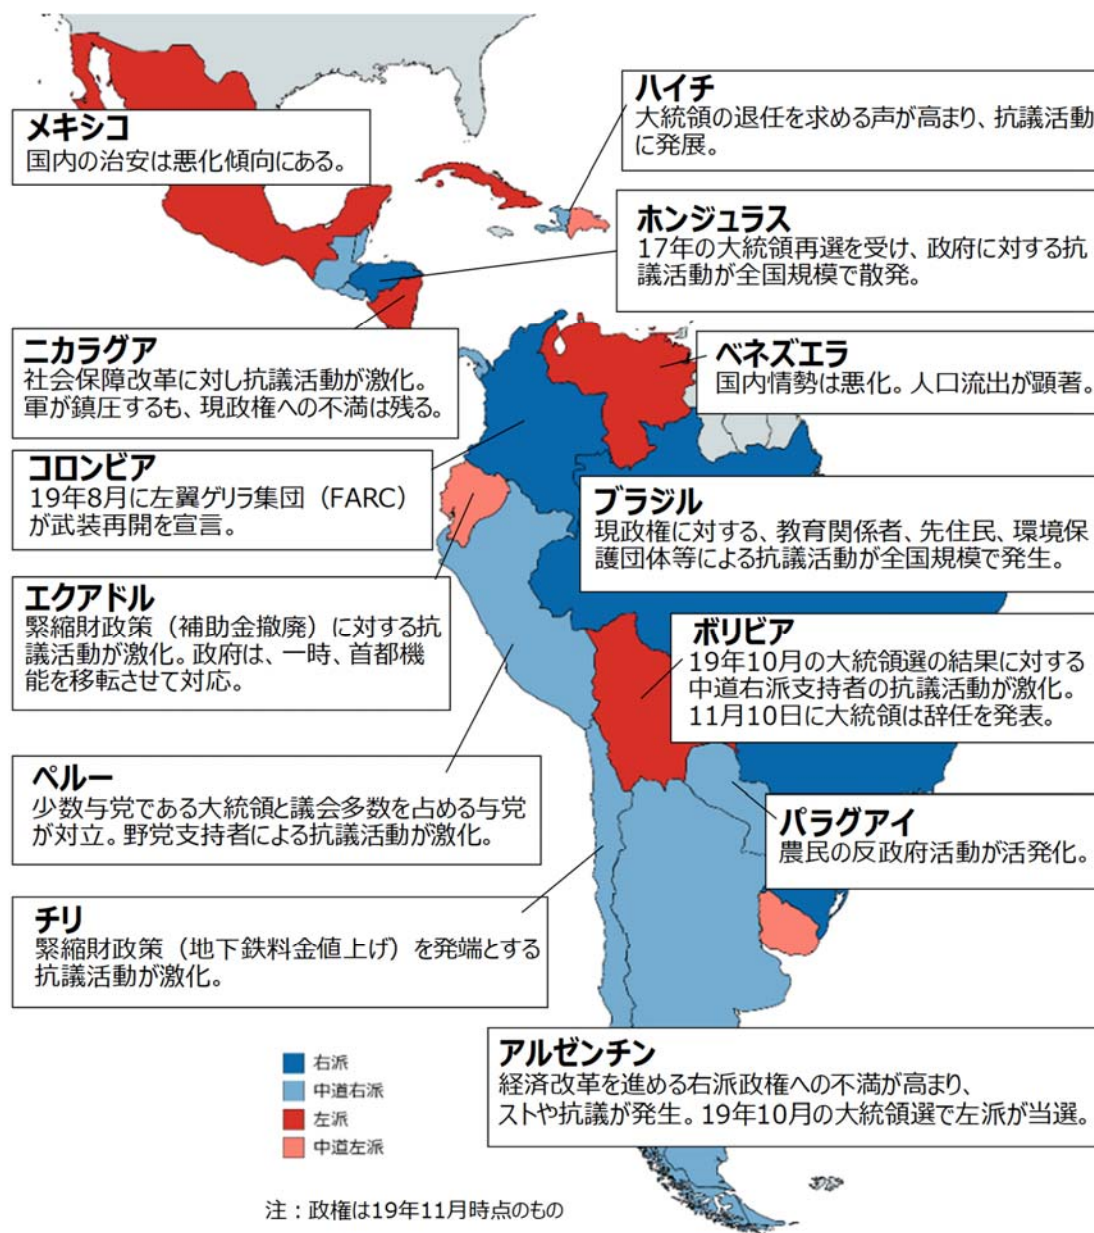 メキシコ
国内の治安は悪化傾向にある。
ハイチ
大統領の退任を求める声が高まり、抗議活動
に発展。
ホンジュラス
17年の大統領再選を受け、政府に対する抗
議活動が全国規模で散発。
ニカラグア
社会保障改革に対し抗議活動が激化。
軍が鎮圧するも、現政権への不満は残る。
ベネズエラ
国内情勢は悪化。人口流出が顕著。
コロンビア
19年8月に左翼ゲリラ集団（FARC）
が武装再開を宣言。
ブラジル
現政権に対する、教育関係者、先住民、環境保
護団体等による抗議活動が全国規模で発生。
エクアドル
緊縮財政策（補助金撤廃）に対する抗
議活動が激化。政府は、一時、首都機
能を移転させて対応。
ボリビア
19年10月の大統領選の結果に対する
中道右派支持者の抗議活動が激化。
11月10日に大統領は辞任を発表。
ペルー
少数与党である大統領と議会多数を占める与党
が対立。野党支持者による抗議活動が激化。
パラグアイ
農民の反政府活動が活発化。
チリ
緊縮財政策（地下鉄料金値上げ）を発端とする
抗議活動が激化。
アルゼンチン
経済改革を進める右派政権への不満が高まり、
ストや抗議が発生。19年10月の大統領選で左派が当選。
右派
中道右派
左派
中道左派
注：政権は19年11月時点のもの